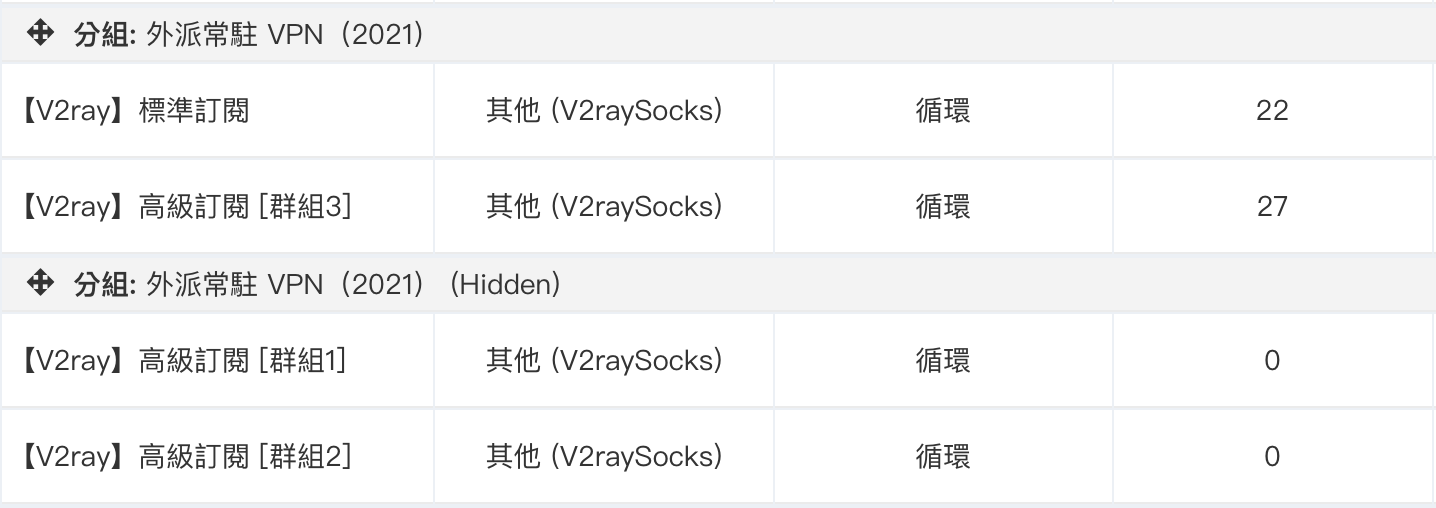 分組: 外派常駐 VPN（2021）
【V2ray】標準訂閱 其他 (V2raySocks) 循環 22
【V2ray】高級訂閱 [群組3] 其他 (V2raySocks) 循環 27
分組: 外派常駐 VPN（2021） (Hidden)
【V2ray】高級訂閱 [群組1] 其他 (V2raySocks) 循環 0
【V2ray】高級訂閱 [群組2] 其他 (V2raySocks) 循環 0